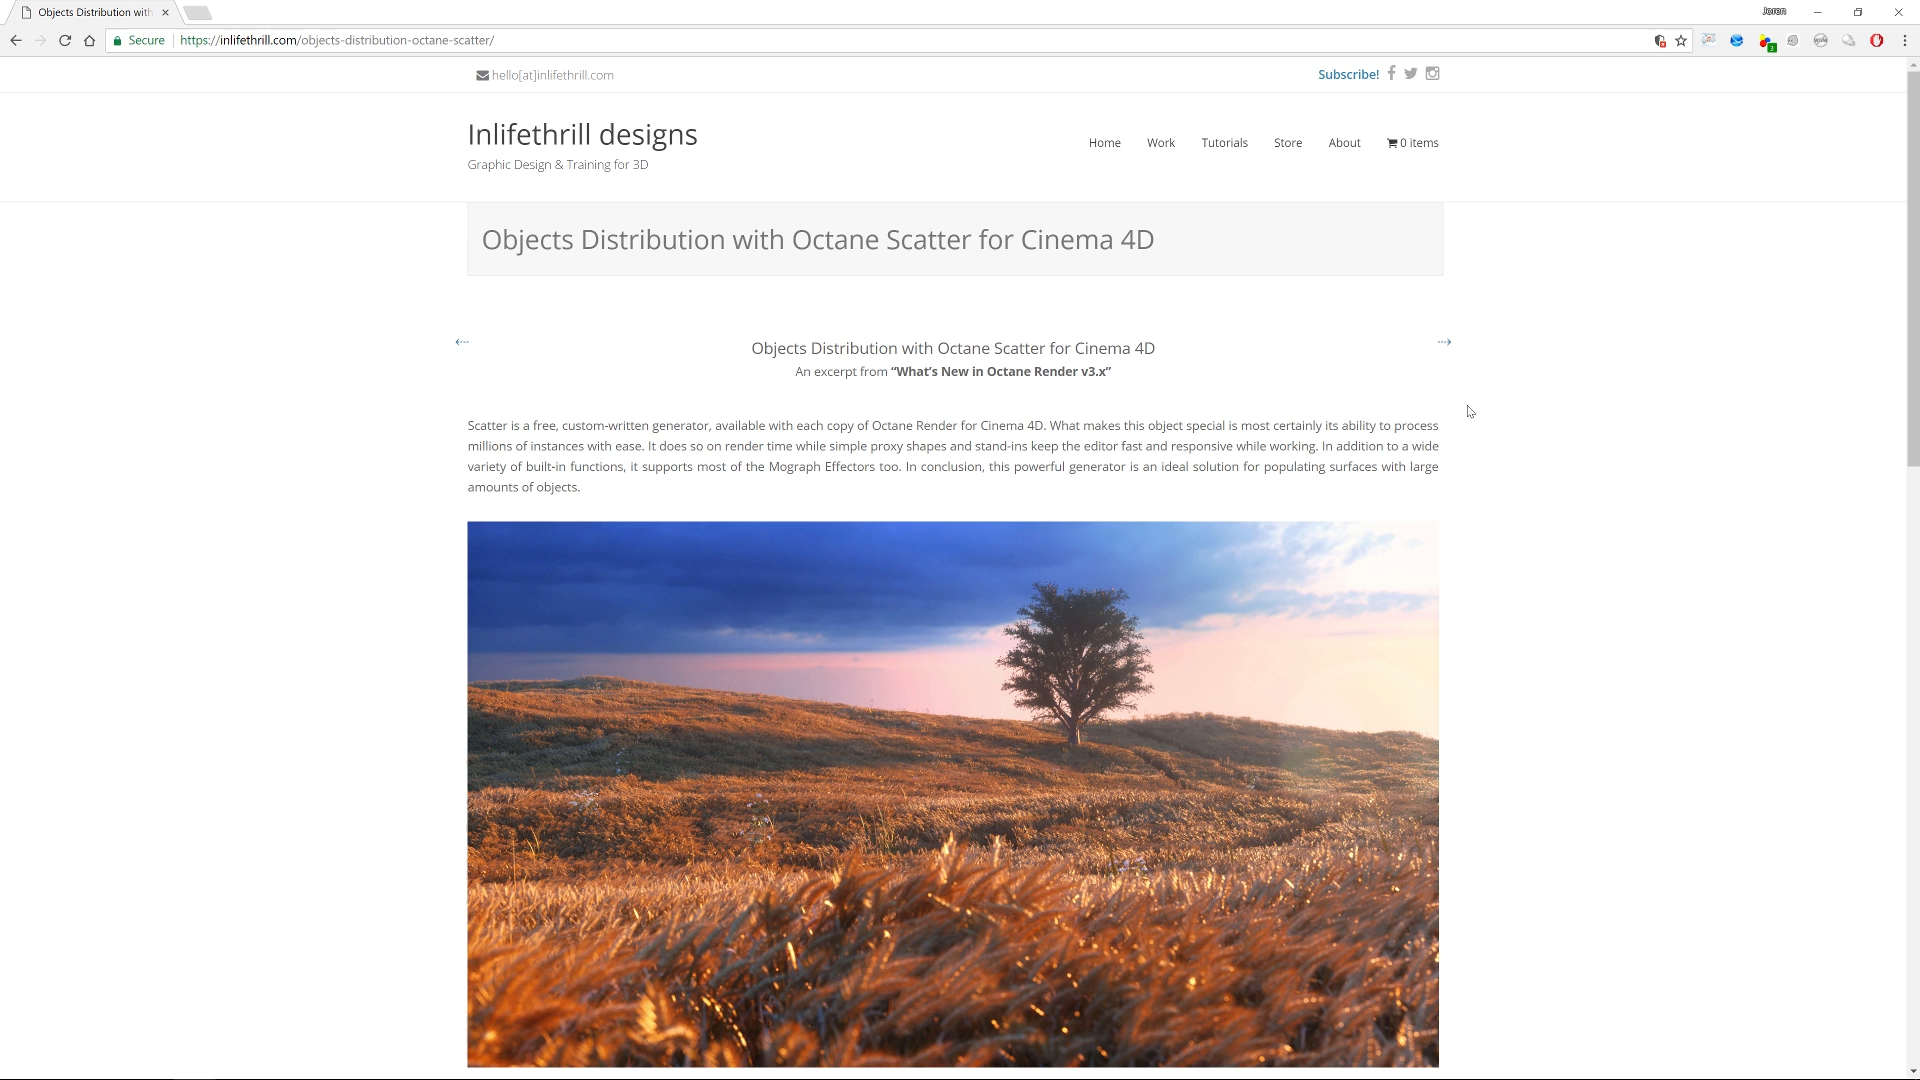 Objects Distribution with
Joren
Secure https://inlifethrill.com/objects-distribution-octane-scatter/
3
hello[at]inlifethrill.com
Subscribe!
Inlifethrill designs
Graphic Design & Training for 3D
Home Work Tutorials Store About 0 items
Objects Distribution with Octane Scatter for Cinema 4D
Objects Distribution with Octane Scatter for Cinema 4D
An excerpt from “What’s New in Octane Render v3.x”
Scatter is a free, custom-written generator, available with each copy of Octane Render for Cinema 4D. What makes this object special is most certainly its ability to process
millions of instances with ease. It does so on render time while simple proxy shapes and stand-ins keep the editor fast and responsive while working. In addition to a wide
variety of built-in functions, it supports most of the Mograph Effectors too. In conclusion, this powerful generator is an ideal solution for populating surfaces with large
amounts of objects.